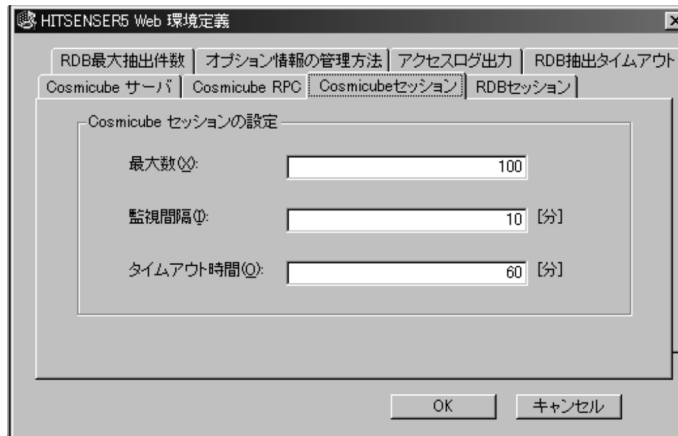 HITSENSER5 Web 環境定義
RDB最大抽出件数 オプション情報の管理方法 アクセスログ出力 RDB抽出タイムアウト
Cosmicube サーバ Cosmicube RPC Cosmicubeセッション RDBセッション
Cosmicube セッションの設定
最大数(X): 100
監視間隔(I): 10 [分]
タイムアウト時間(O): 60 [分]
OK キャンセル